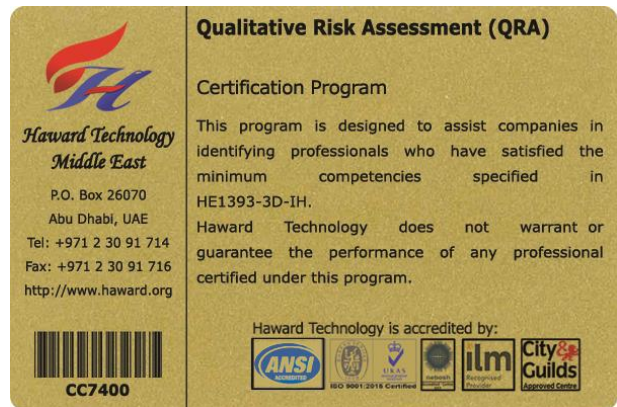 Haward Technology
Middle East
P.O. Box 26070
Abu Dhabi, UAE
Tel: +971 2 30 91 714
Fax: +971 2 30 91 716
http://www.haward.org
CC7400
Qualitative Risk Assessment (QRA)
Certification Program
This program is designed to assist companies in
identifying professionals who have satisfied the
minimum competencies specified in
HE1393-3D-IH.
Haward Technology does not warrant or
guarantee the performance of any professional
certified under this program.
Haward Technology is accredited by:
ANSI
ACCREDITED
ISO 9001:2015 Certified
UKAS
nebosh
ilm
Recognised
Provider
City &
Guilds
Approved Centre